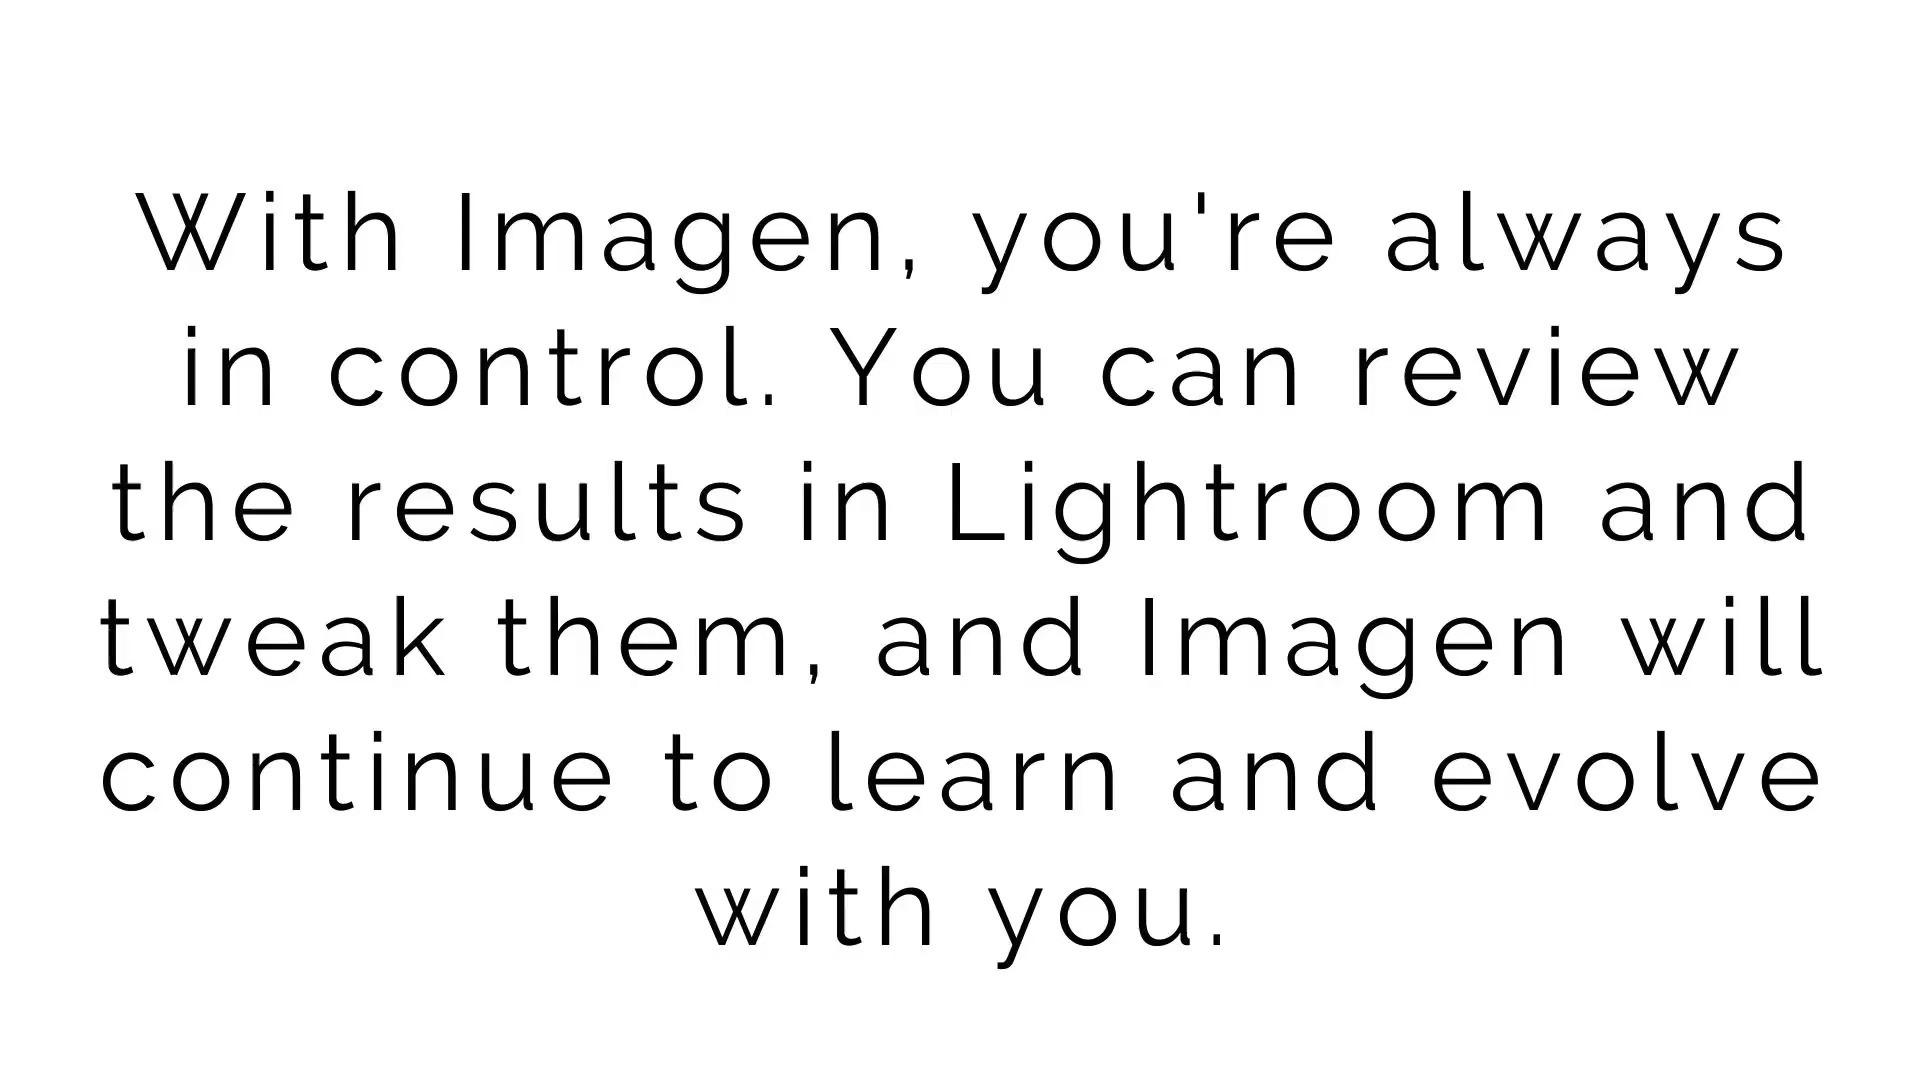 With Imagen, you're always
in control. You can review
the results in Lightroom and
tweak them, and Imagen will
continue to learn and evolve
with you.